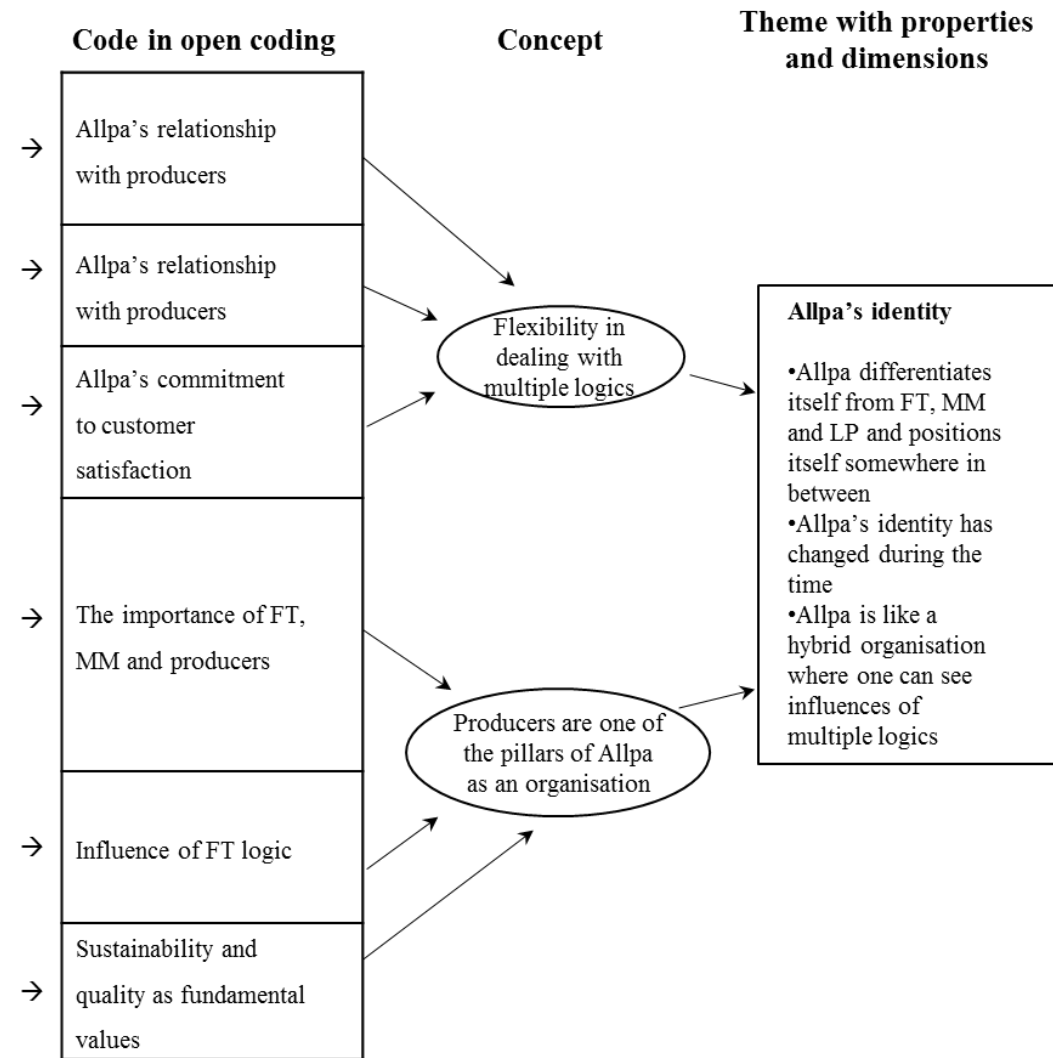 Code in open coding
Concept
Theme with properties
and dimensions
→ Allpa’s relationship
with producers
→ Allpa’s relationship
with producers
→ Allpa’s commitment
to customer
satisfaction
→ The importance of FT,
MM and producers
→ Influence of FT logic
→ Sustainability and
quality as fundamental
values
Flexibility in
dealing with
multiple logics
Producers are one of
the pillars of Allpa
as an organisation
Allpa’s identity
•Allpa differentiates
itself from FT, MM
and LP and positions
itself somewhere in
between
•Allpa’s identity has
changed during the
time
•Allpa is like a
hybrid organisation
where one can see
influences of
multiple logics